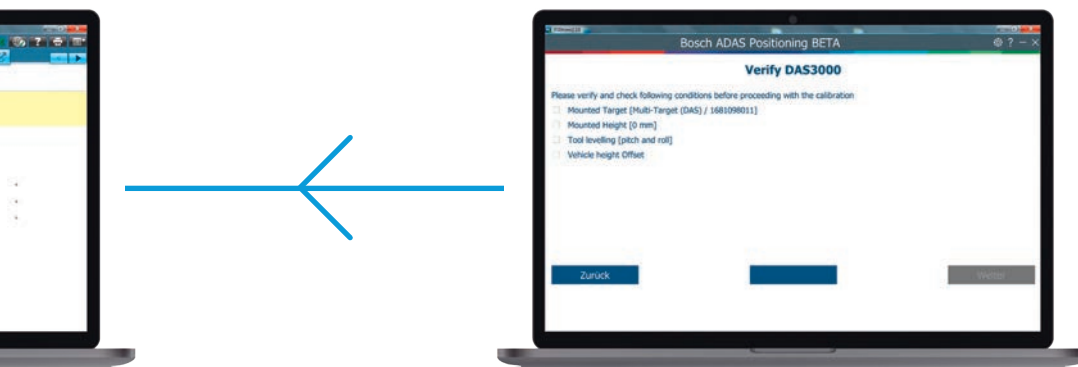 Bosch ADAS Positioning BETA
Verify DAS3000
Please verify and check following conditions before proceeding with the calibration
Mounted Target [Multi-Target (DAS) / 1681098011]
Mounted Height [0 mm]
Tool levelling [pitch and roll]
Vehicle height Offset
Zurück
Weiter